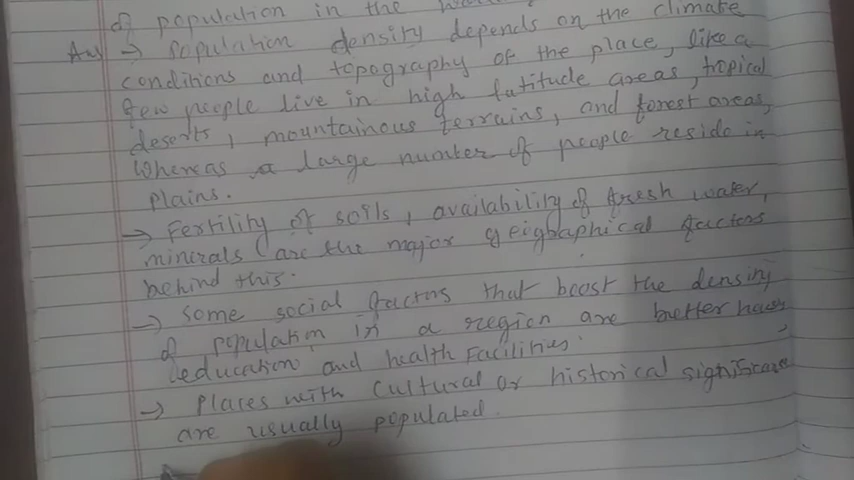 of population in the
Ans → Population density depends on the climate
conditions and topography of the place, like a
few people live in high latitude areas, tropical
deserts, mountainous terrains, and forest areas,
Whereas a large number of people reside in
plains.
→ Fertility of soils, availability of fresh water,
minerals are the major geigbraphical factors
behind this.
→ Some social factors that boost the density
of population in a region are better
education and health Facilities.
→ Places with Cultural or historical
are usually populated.